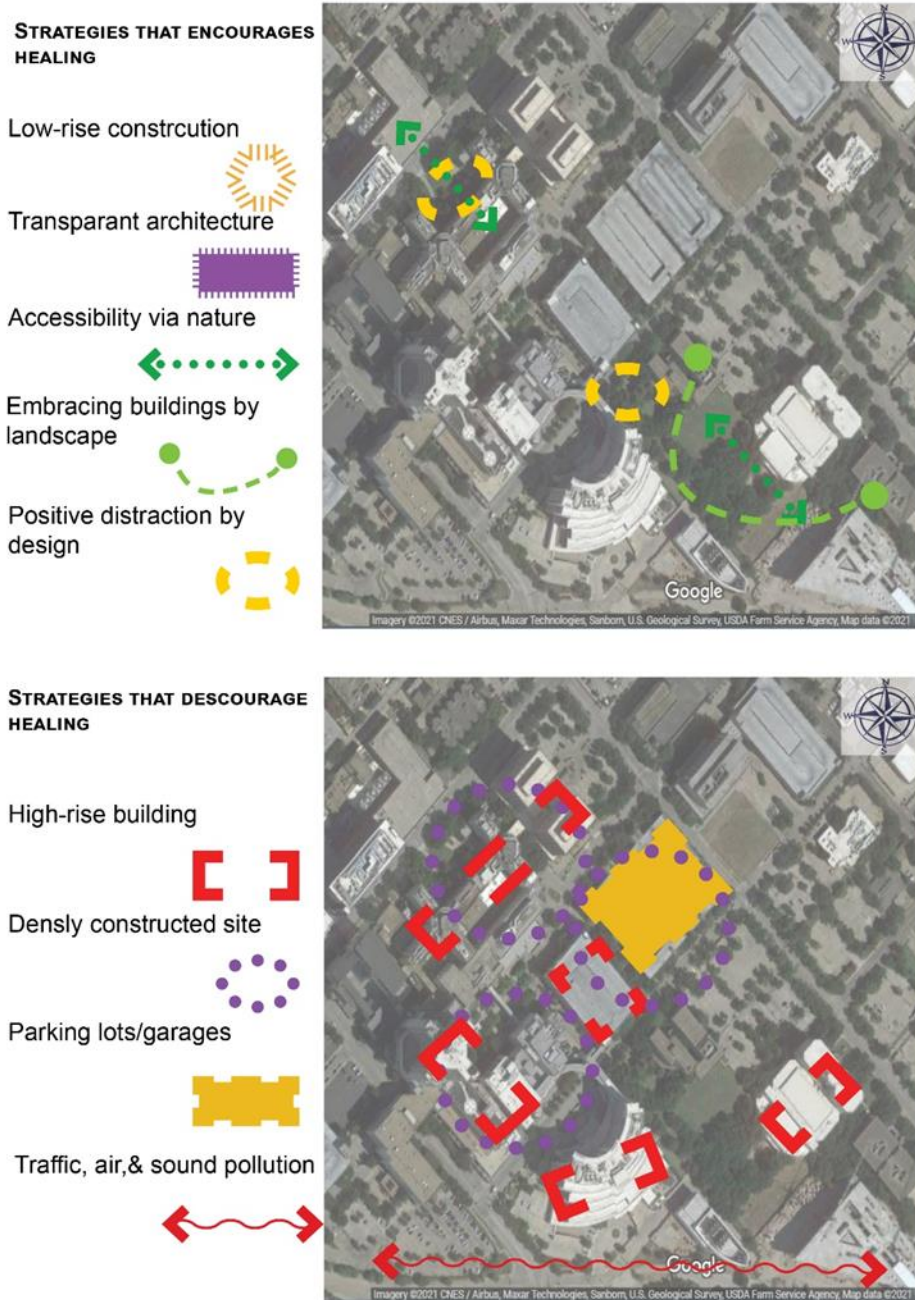 STRATEGIES THAT ENCOURAGES
HEALING
Low-rise constrcution
Transparant architecture
Accessibility via nature
Embracing buildings by
landscape
Positive distraction by
design
N
W
E
S
Google
Imagery ©2021 CNES / Airbus, Maxar Technologies, Sanborn, U.S. Geological Survey, USDA Farm Service Agency, Map data ©2021
STRATEGIES THAT DESCOURAGE
HEALING
High-rise building
Densly constructed site
Parking lots/garages
Traffic, air,& sound pollution
N
W
E
S
Google
Imagery ©2021 CNES / Airbus, Maxar Technologies, Sanborn, U.S. Geological Survey, USDA Farm Service Agency, Map data ©2021